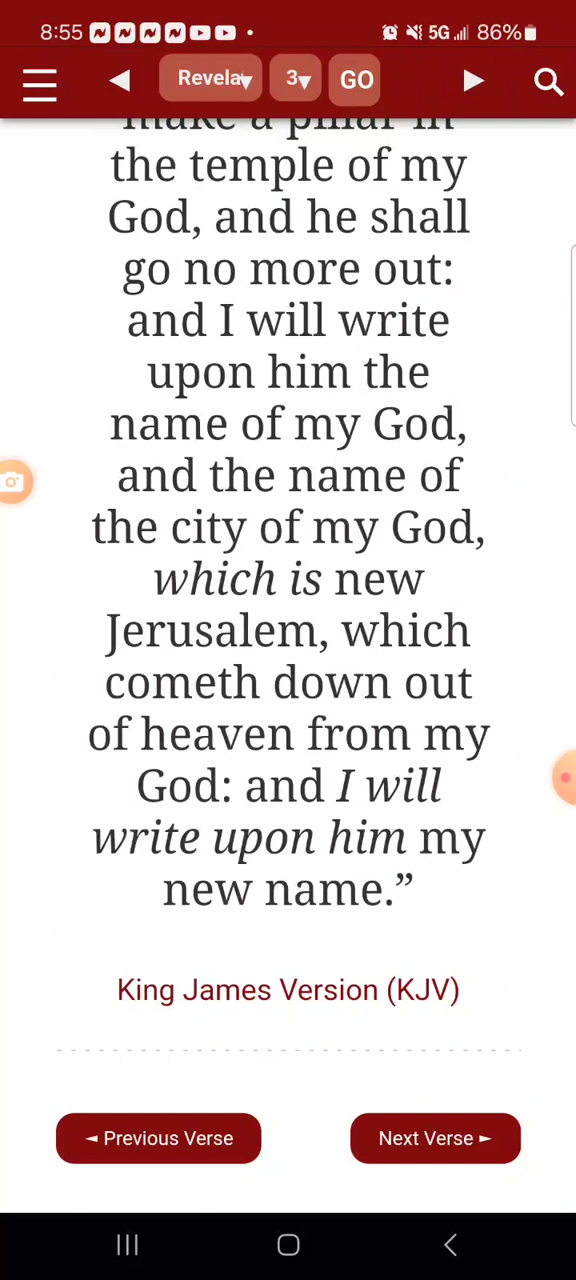 8:55 5G 86%
Revela 3 GO
make a pillar in
the temple of my
God, and he shall
go no more out:
and I will write
upon him the
name of my God,
and the name of
the city of my God,
which is new
Jerusalem, which
cometh down out
of heaven from my
God: and I will
write upon him my
new name.”
King James Version (KJV)
◄ Previous Verse Next Verse ►